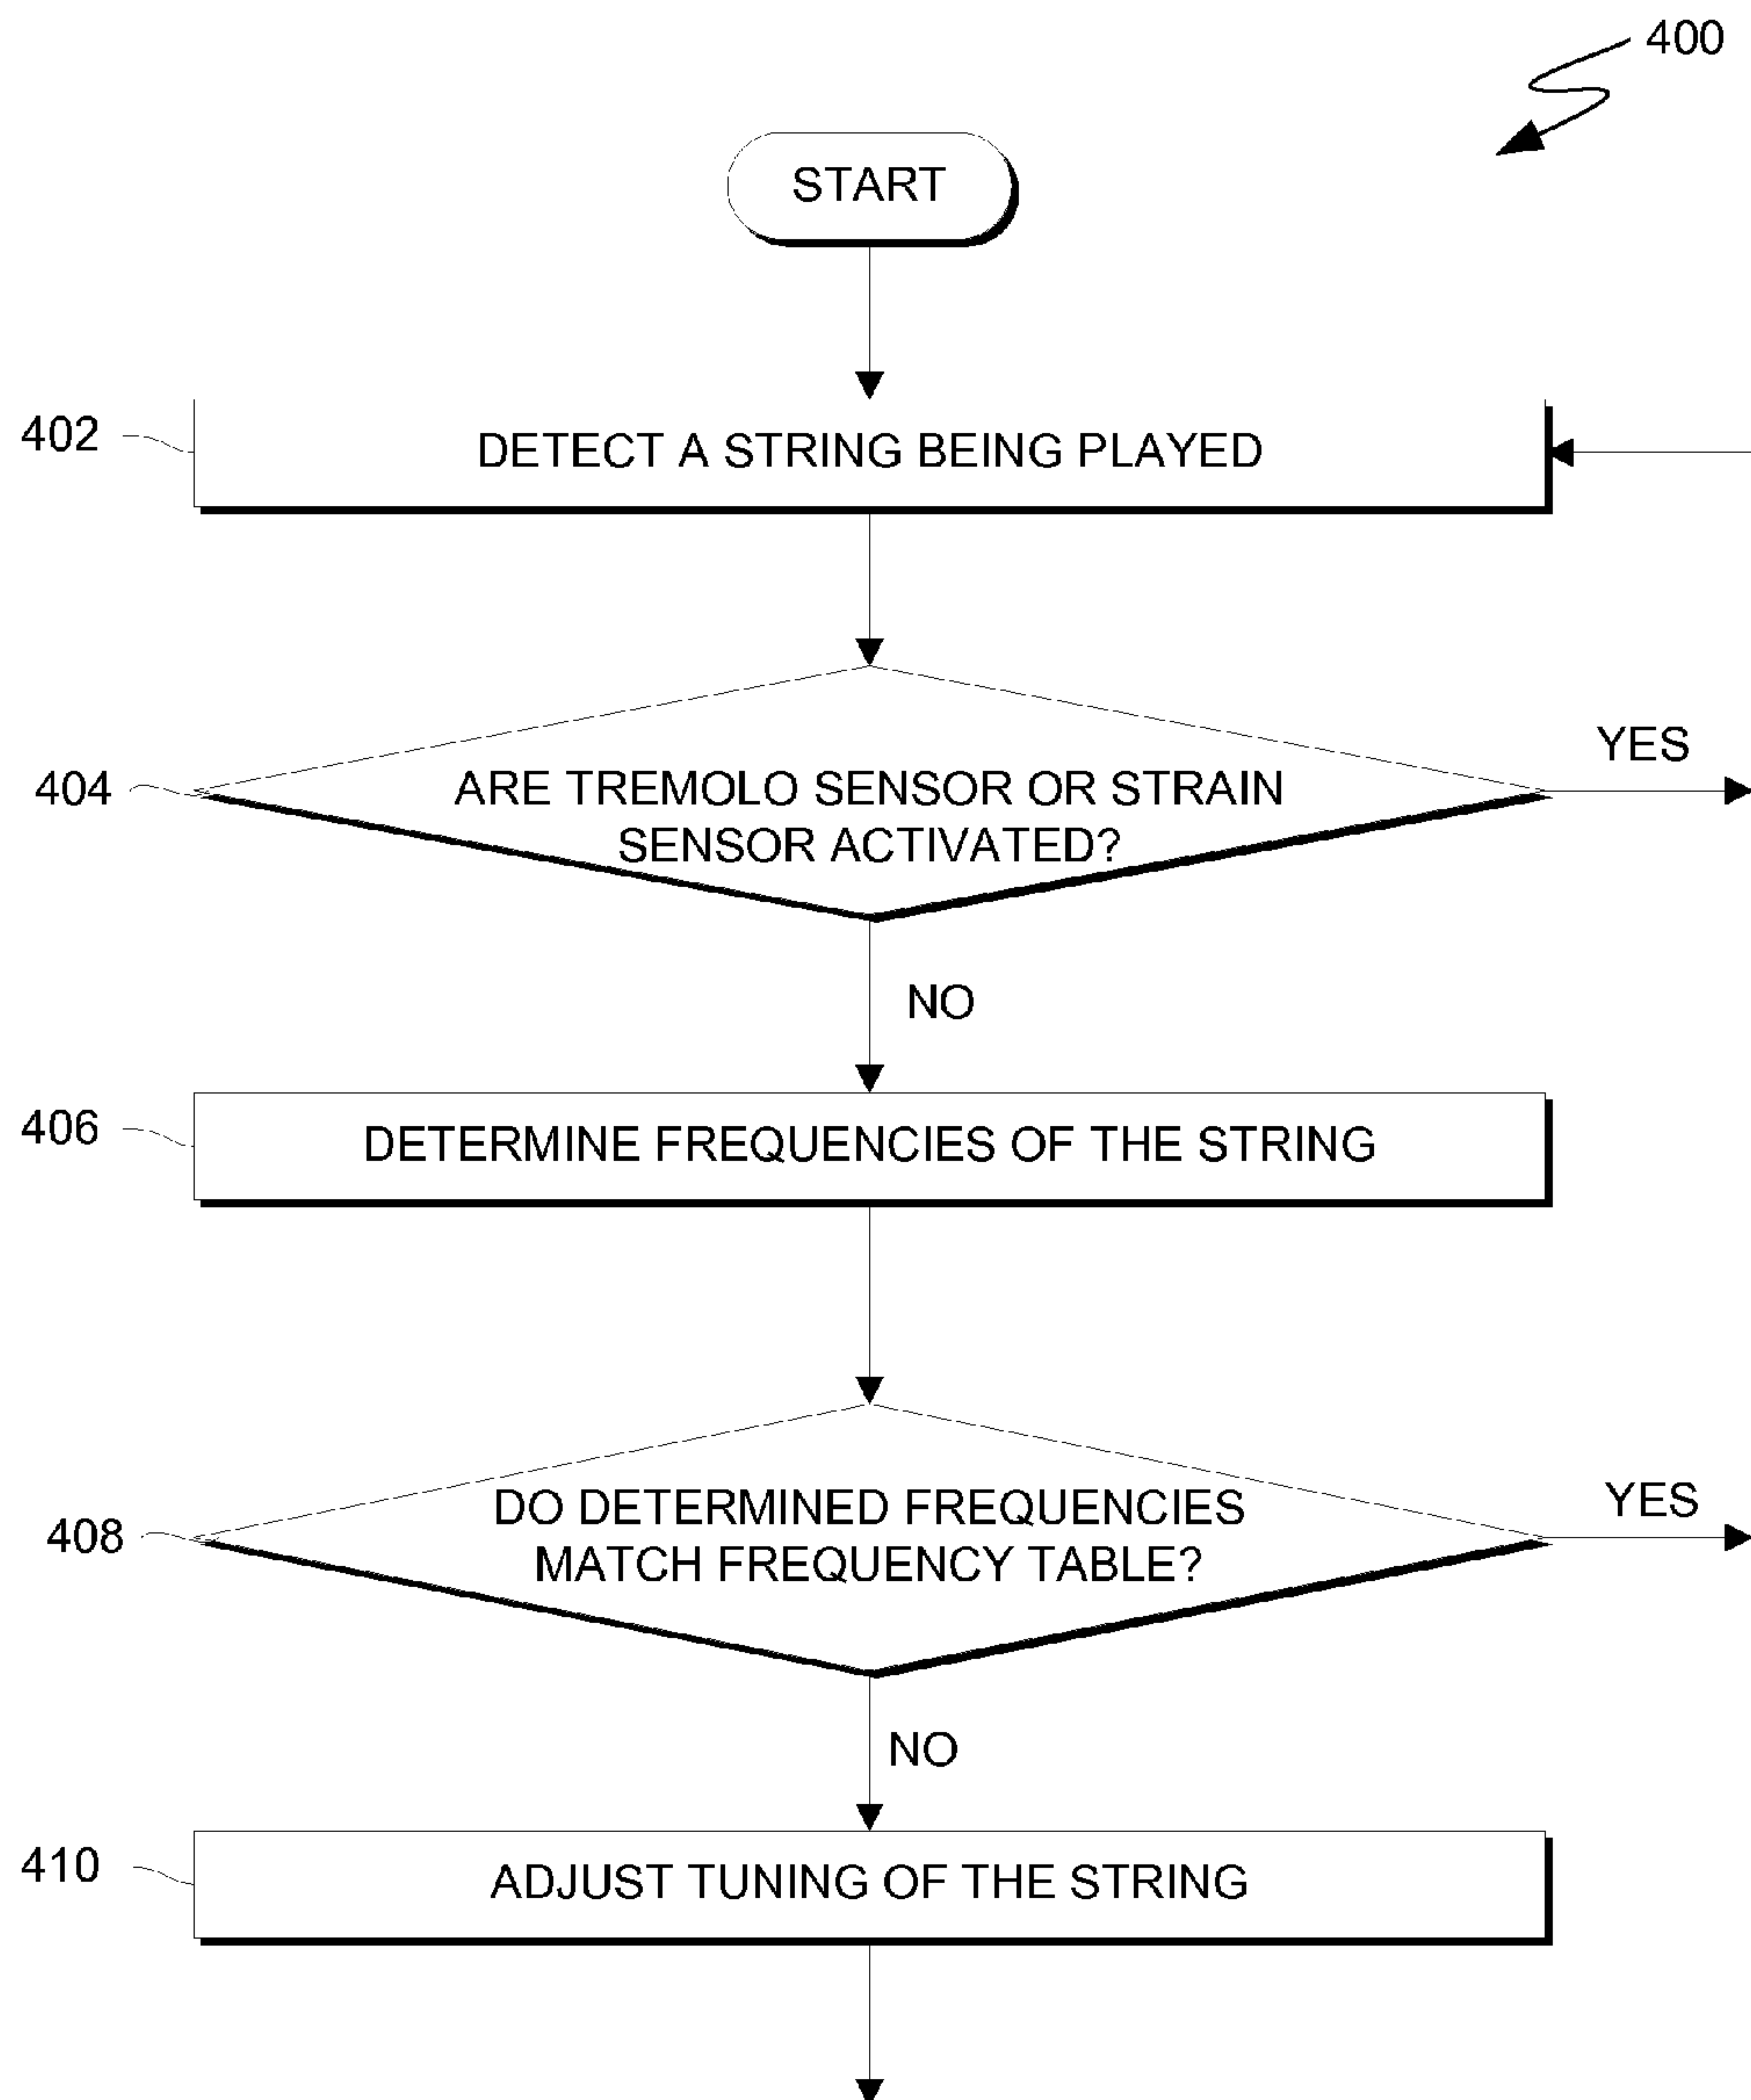 400
START
402
DETECT A STRING BEING PLAYED
YES
404
ARE TREMOLO SENSOR OR STRAIN
SENSOR ACTIVATED?
NO
406
DETERMINE FREQUENCIES OF THE STRING
YES
408
DO DETERMINED FREQUENCIES
MATCH FREQUENCY TABLE?
NO
410
ADJUST TUNING OF THE STRING